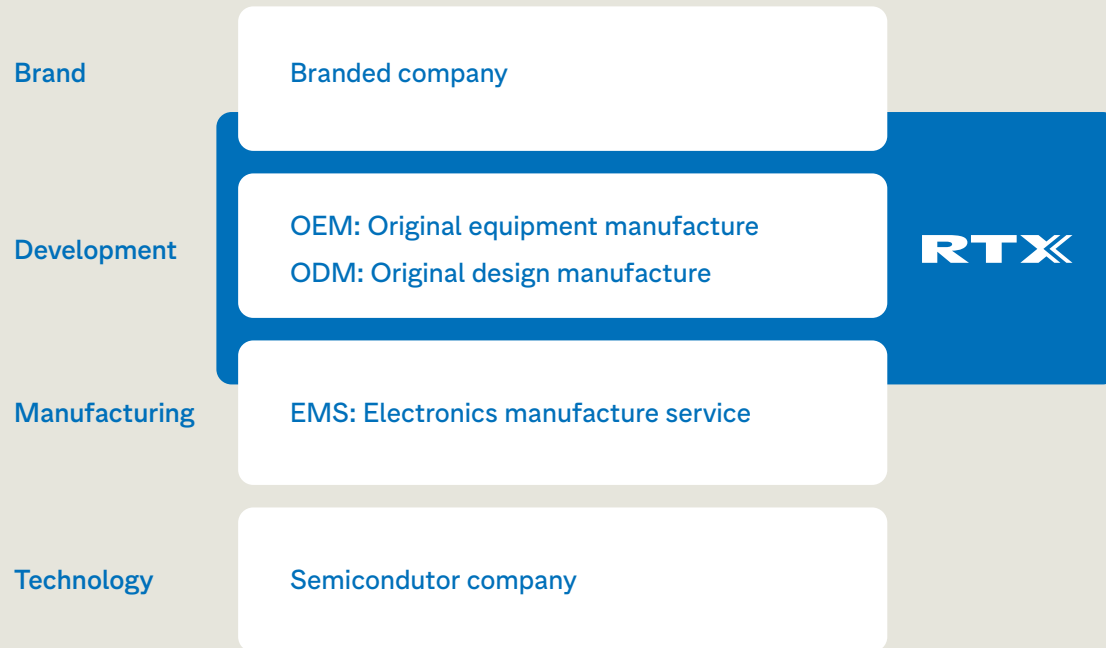 Brand
Branded company
Development
OEM: Original equipment manufacture
ODM: Original design manufacture
RTX
Manufacturing
EMS: Electronics manufacture service
Technology
Semicondutor company